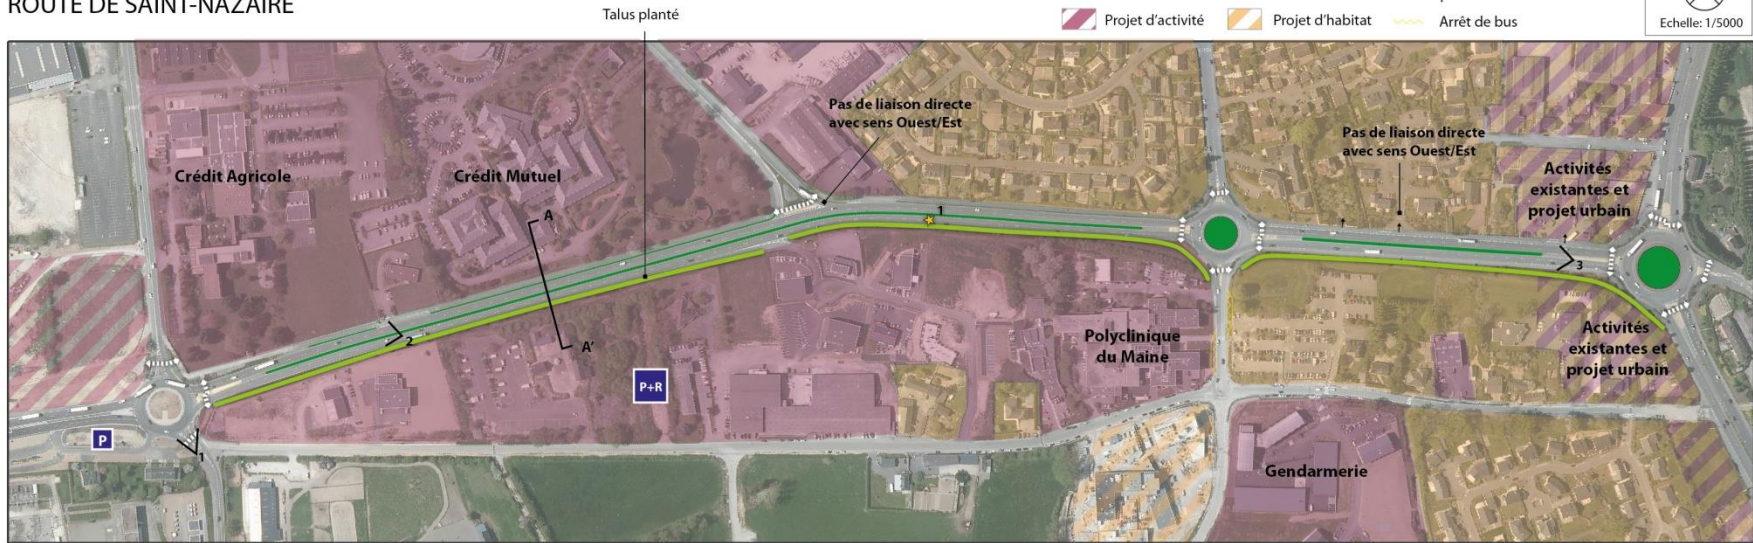 ROUTE DE SAINT-NAZAIRE
Talus planté
Projet d'activité
Projet d'habitat
Arrêt de bus
Echelle: 1/5000
Pas de liaison directe
avec sens Ouest/Est
Pas de liaison directe
avec sens Ouest/Est
Crédit Agricole
Crédit Mutuel
Activités
existantes et
projet urbain
A
1
3
2
A'
P+R
Polyclinique
du Maine
Activités
existantes et
projet urbain
P
1
Gendarmerie